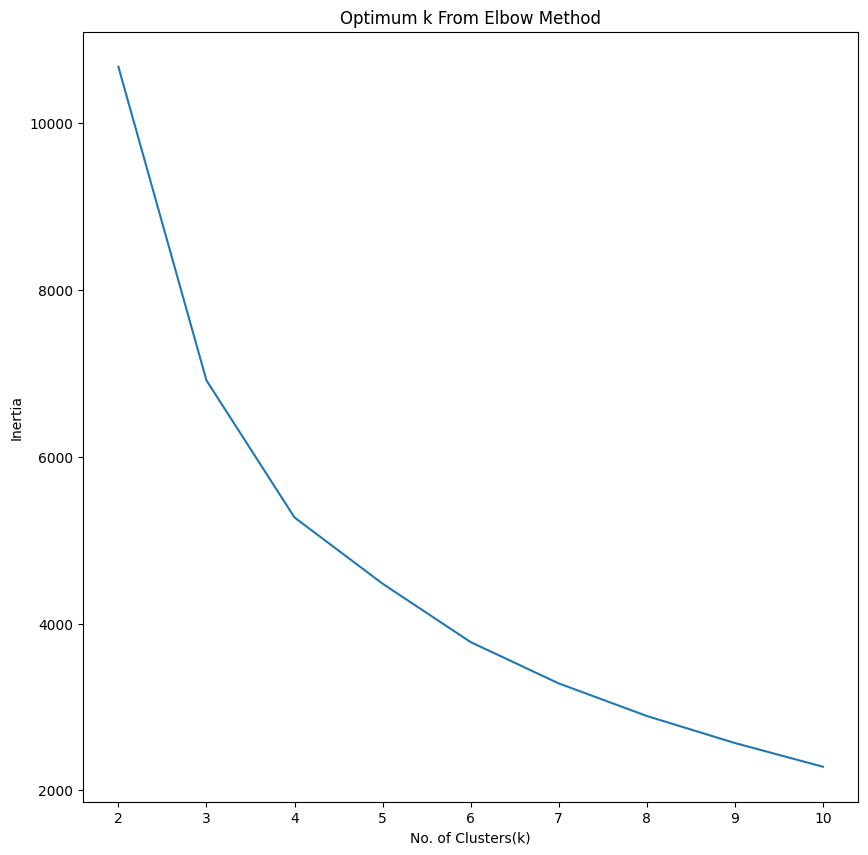 Optimum k From Elbow Method
10000
8000
6000
4000
2000
Inertia
2 3 4 5 6 7 8 9 10
No. of Clusters(k)